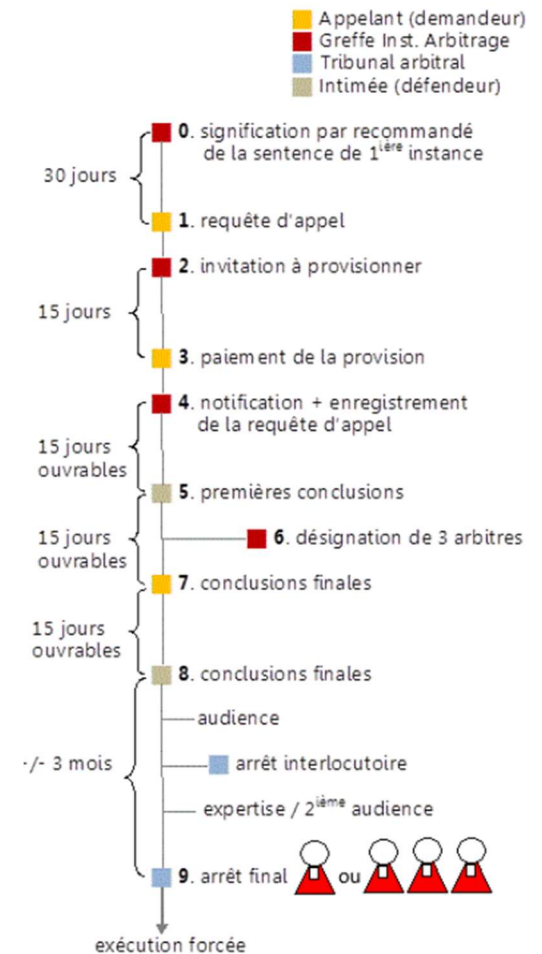 Appelant (demandeur)
Greffe Inst. Arbitrage
Tribunal arbitral
Intimée (défendeur)
0. signification par recommandé
de la sentence de 1ière instance
30 jours
1. requête d'appel
2. invitation à provisionner
15 jours
3. paiement de la provision
4. notification + enregistrement
de la requête d'appel
15 jours
ouvrables
5. premières conclusions
15 jours
ouvrables
6. désignation de 3 arbitres
7. conclusions finales
15 jours
ouvrables
8. conclusions finales
audience
-/- 3 mois
arrêt interlocutoire
expertise / 2ième audience
9. arrêt final
ou
exécution forcée